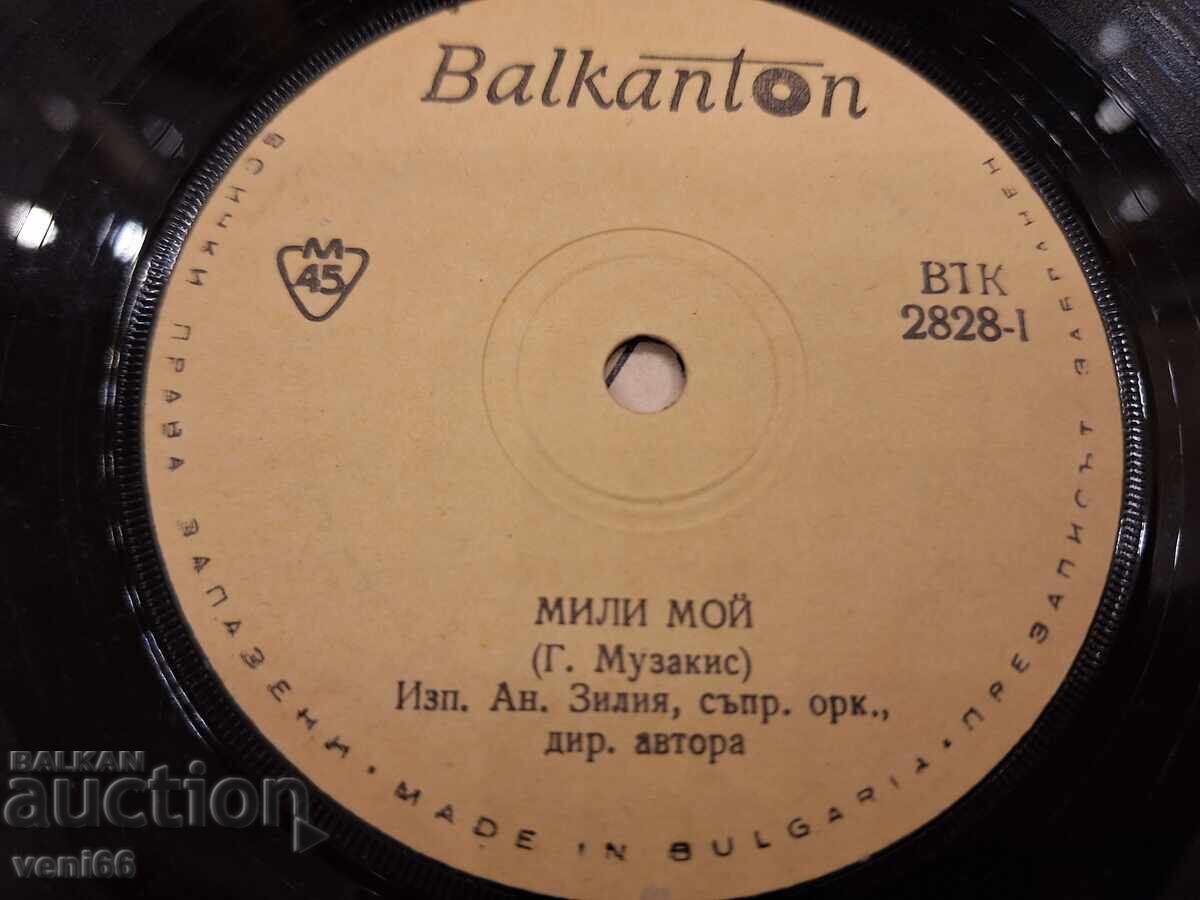 Balkanton
M
45
ВТК
2828-I
МИЛИ МОЙ
(Г. Музакис)
Изп. Ан. Зилия, съпр. орк.,
дир. автора
ВСИЧКИ ПРАВА ЗАПАЗЕНИ • MADE IN BULGARIA • ПРЕЗАПИСЪТ ЗАБРАНЕН
BALKAN
auction
veni66